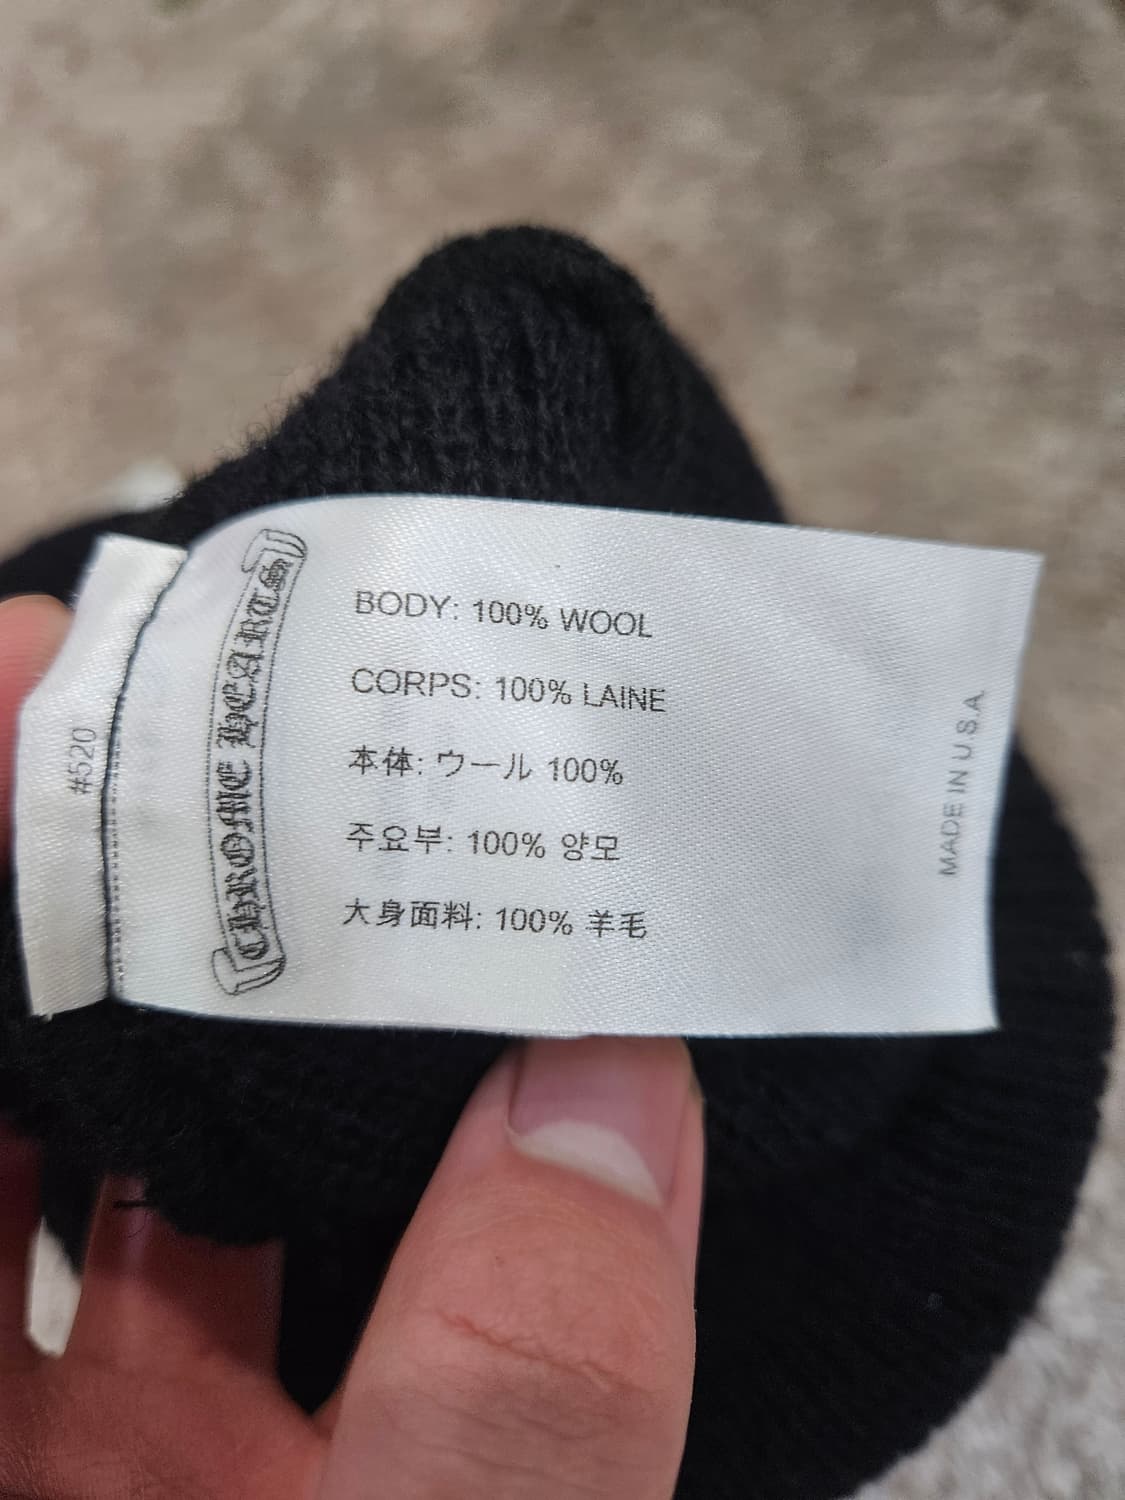 #520
CHROME HEARTS
BODY: 100% WOOL
CORPS: 100% LAINE
本体: ウール 100%
주요부: 100% 양모
大身面料: 100% 羊毛
MADE IN U.S.A.